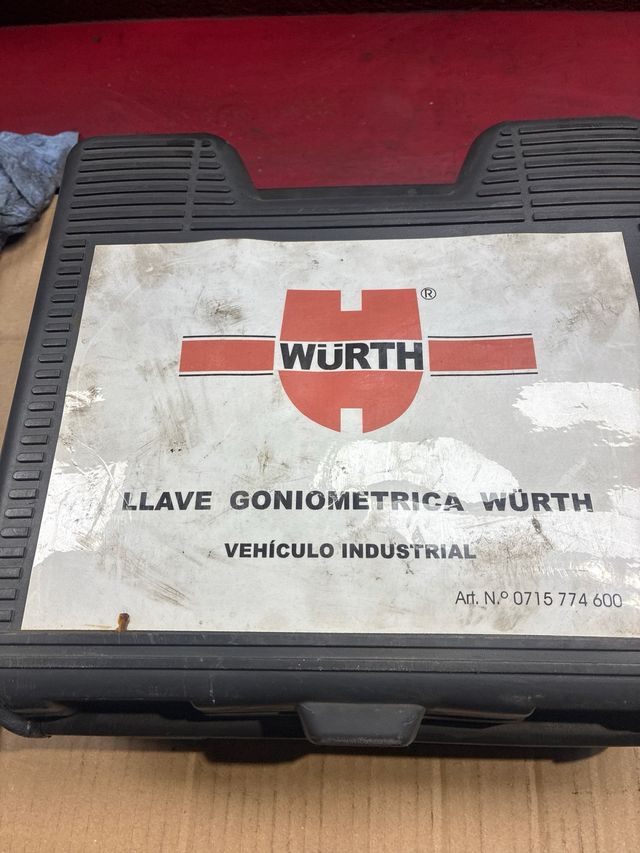 ®
WÜRTH
LLAVE GONIOMETRICA WÜRTH
VEHÍCULO INDUSTRIAL
Art. N.º 0715 774 600